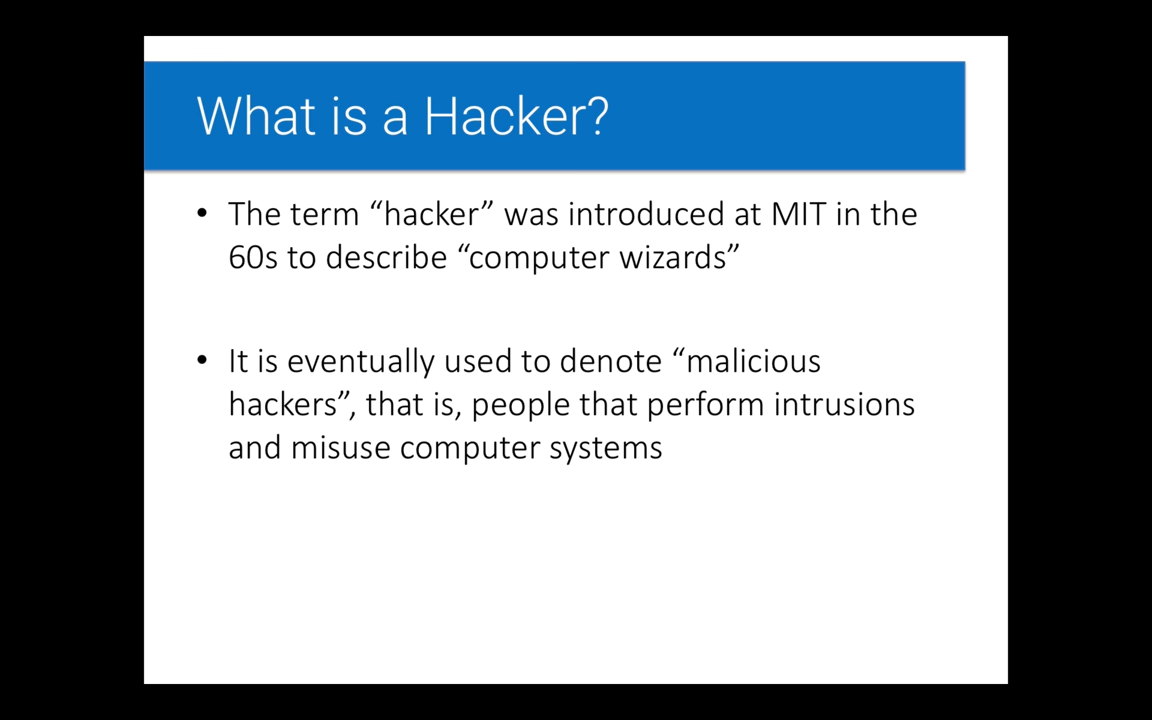 What is a Hacker?
• The term “hacker” was introduced at MIT in the
60s to describe “computer wizards”
• It is eventually used to denote “malicious
hackers”, that is, people that perform intrusions
and misuse computer systems